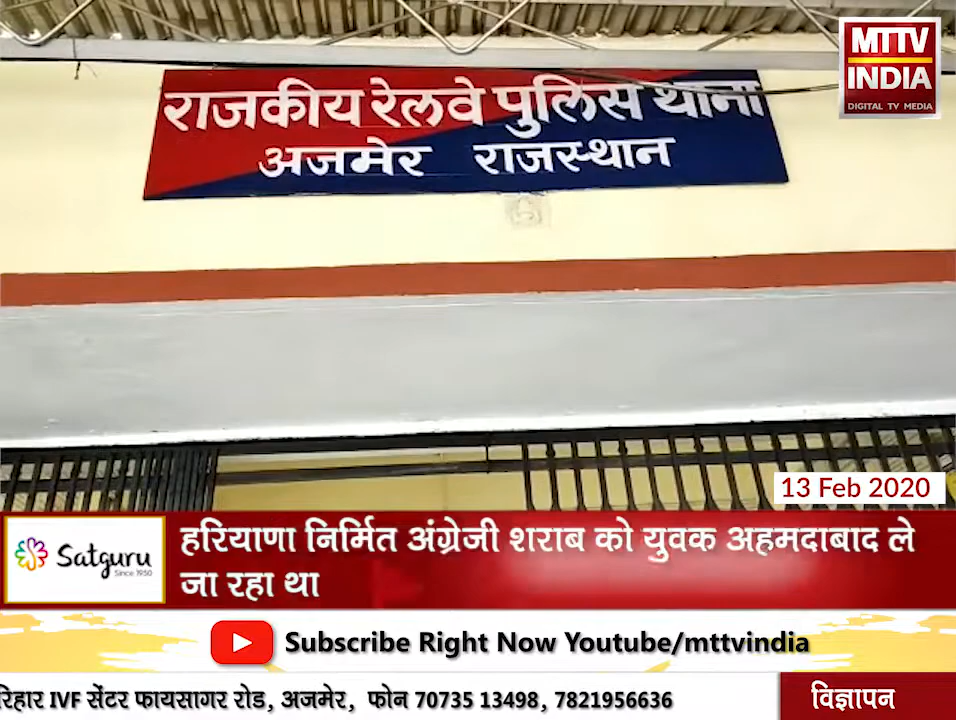 MTTV
INDIA
DIGITAL TV MEDIA
राजकीय रेलवे पुलिस थाना
अजमेर राजस्थान
13 Feb 2020
Satguru
Since 1950
हरियाणा निर्मित अंग्रेजी शराब को युवक अहमदाबाद ले
जा रहा था
Subscribe Right Now Youtube/mttvindia
IVF सेंटर फायसागर रोड, अजमेर, फोन 70735 13498, 7821956636
विज्ञापन